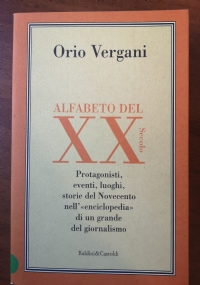 Orio Vergani
ALFABETO DEL
XX
Secolo
Protagonisti,
eventi, luoghi,
storie del Novecento
nell'«enciclopedia»
di un grande
del giornalismo
Baldini&Castoldi